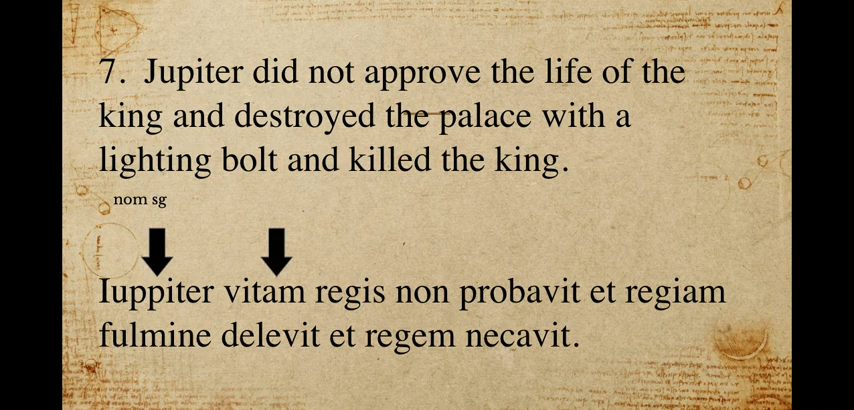 7. Jupiter did not approve the life of the
king and destroyed the palace with a
lighting bolt and killed the king.
nom sg
Iuppiter vitam regis non probavit et regiam
fulmine delevit et regem necavit.